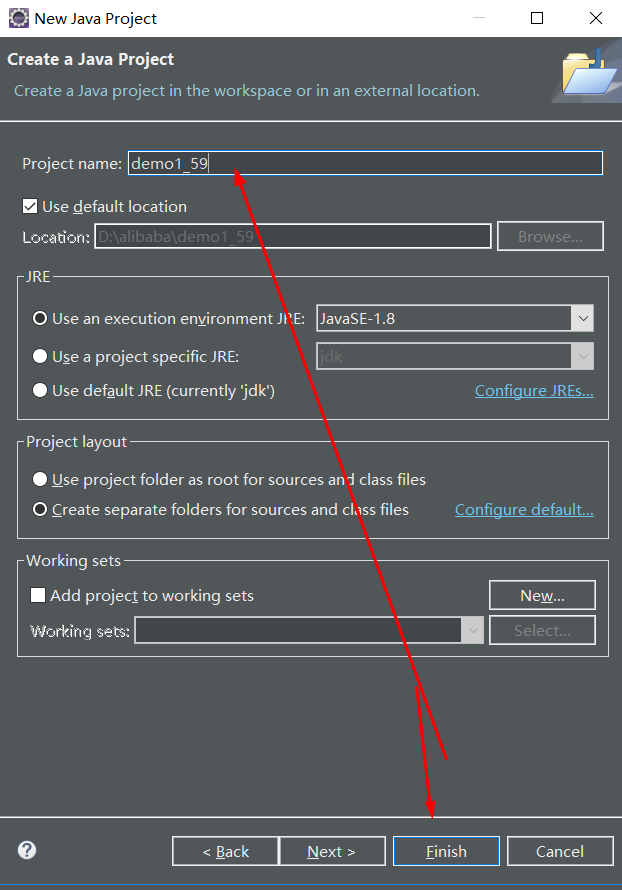 New Java Project
Create a Java Project
Create a Java project in the workspace or in an external location.
Project name: demo1_59
Use default location
Location: D:\alibaba\demo1_59 Browse...
JRE
Use an execution environment JRE: JavaSE-1.8
Use a project specific JRE: jdk
Use default JRE (currently 'jdk') Configure JREs...
Project layout
Use project folder as root for sources and class files
Create separate folders for sources and class files Configure default...
Working sets
Add project to working sets New...
Working sets: Select...
? < Back Next > Finish Cancel